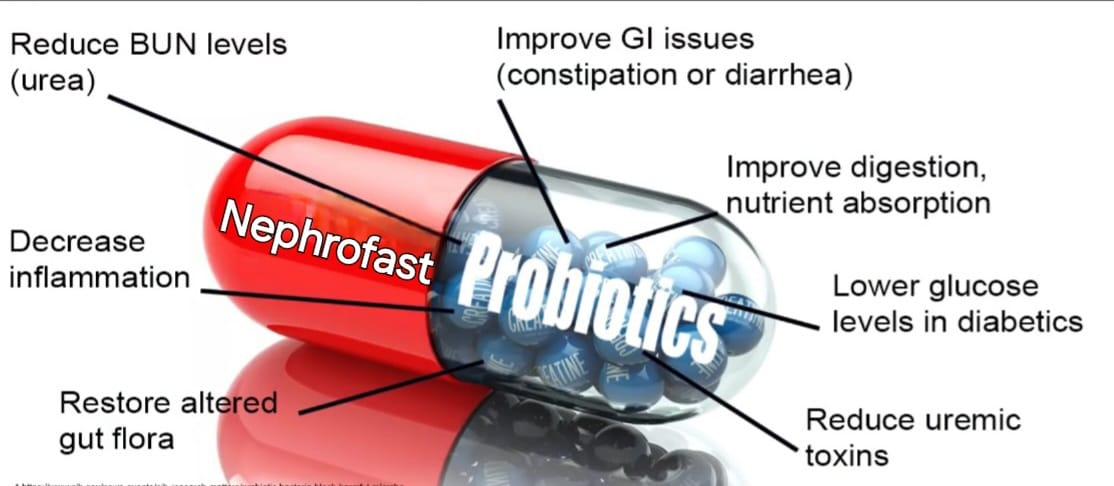 Reduce BUN levels
(urea)
Improve GI issues
(constipation or diarrhea)
Improve digestion,
nutrient absorption
Nephrofast
Probiotics
Decrease
inflammation
Lower glucose
levels in diabetics
Restore altered
gut flora
Reduce uremic
toxins
CREATINE